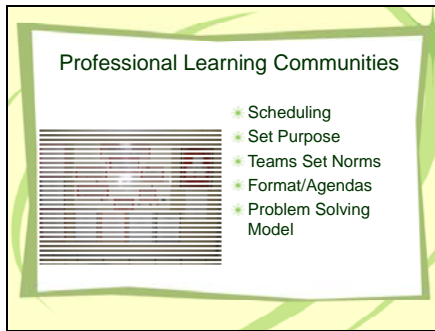 Professional Learning Communities
Scheduling
Set Purpose
Teams Set Norms
Format/Agendas
Problem Solving
Model